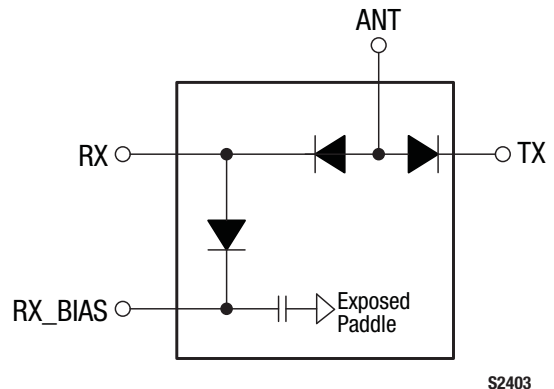 ANT
RX
TX
RX_BIAS
Exposed
Paddle
S2403